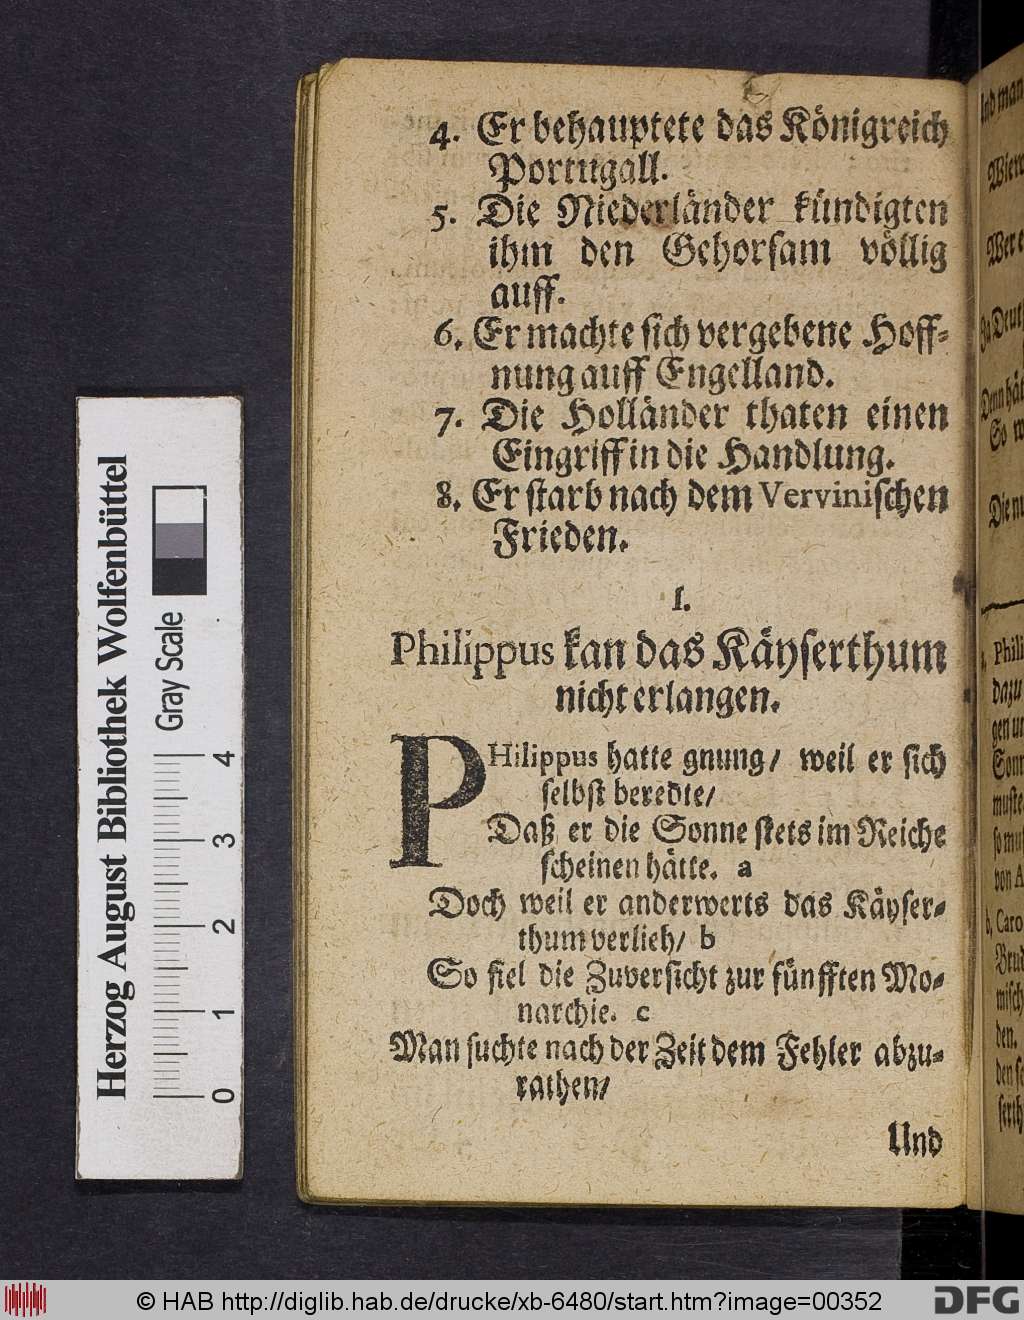 4. Er behauptete das Königreich
Portugall.
5. Die Niederländer kündigten
ihm den Gehorsam völlig
auff.
6. Er machte sich vergebene Hoff-
nung auff Engelland.
7. Die Holländer thaten einen
Eingriff in die Handlung.
8. Er starb nach dem Vervinischen
Frieden.
I.
Philippus kan das Käyserthum
nicht erlangen.
PHilippus hatte gnung/ weil er sich
selbst beredte/
Daß er die Sonne stets im Reiche
scheinen hätte. a
Doch weil er anderwerts das Käyser-
thum verlieh/ b
So fiel die Zuversicht zur fünfften Mo-
narchie. c
Man suchte nach der Zeit dem Fehler abzu-
rathen/
Und
Herzog August Bibliothek Wolfenbüttel
Gray Scale
0 1 2 3 4
© HAB http://diglib.hab.de/drucke/xb-6480/start.htm?image=00352
DFG